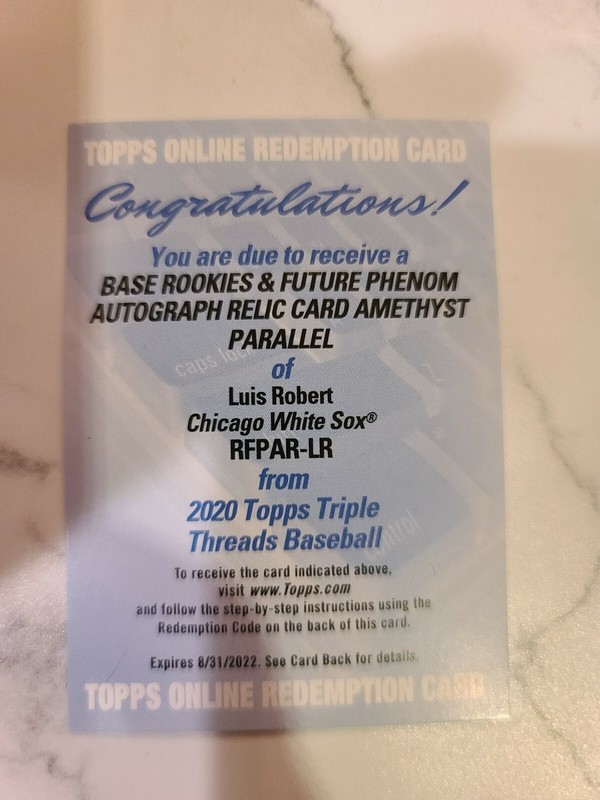 TOPPS ONLINE REDEMPTION CARD
Congratulations!
You are due to receive a
BASE ROOKIES & FUTURE PHENOM
AUTOGRAPH RELIC CARD AMETHYST
PARALLEL
caps lock
of
Luis Robert
Chicago White Sox®
RFPAR-LR
from
2020 Topps Triple
Threads Baseball
control
To receive the card indicated above,
visit www.Topps.com
and follow the step-by-step instructions using the
Redemption Code on the back of this card.
Expires 8/31/2022. See Card Back for details.
TOPPS ONLINE REDEMPTION CARD